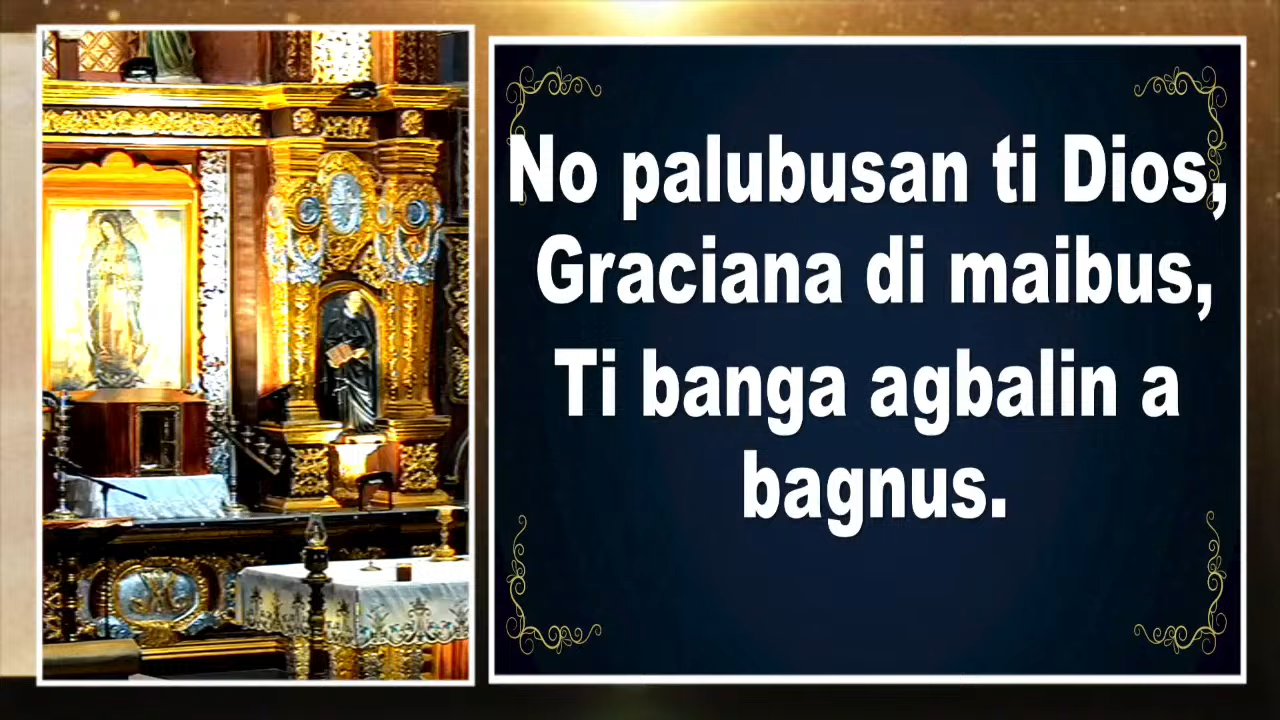 No palubusan ti Dios,
Graciana di maibus,
Ti banga agbalin a
bagnus.